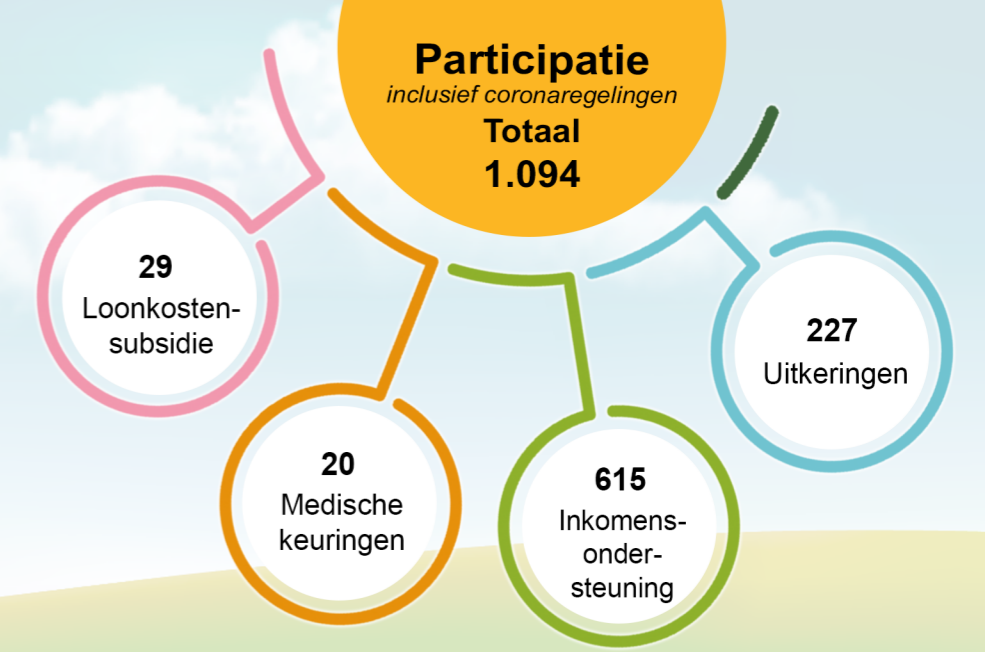 Participatie
inclusief coronaregelingen
Totaal
1.094
29
Loonkosten-
subsidie
20
Medische
keuringen
615
Inkomens-
onder-
steuning
227
Uitkeringen